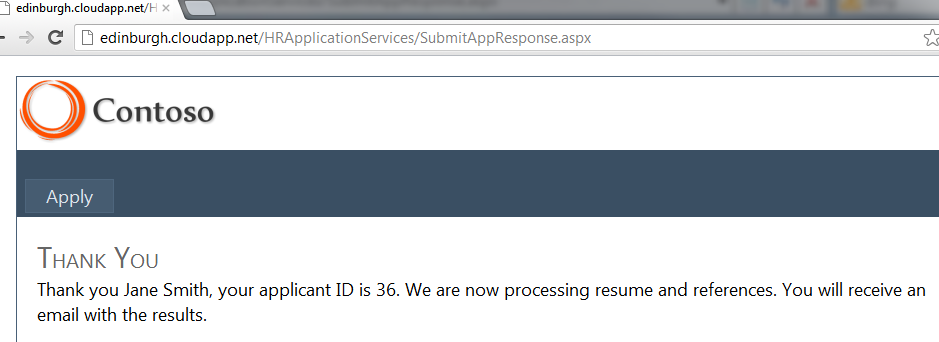 edinburgh.cloudapp.net/H
edinburgh.cloudapp.net/HRApplicationServices/SubmitAppResponse.aspx
Contoso
Apply
Thank You
Thank you Jane Smith, your applicant ID is 36. We are now processing resume and references. You will receive an
email with the results.